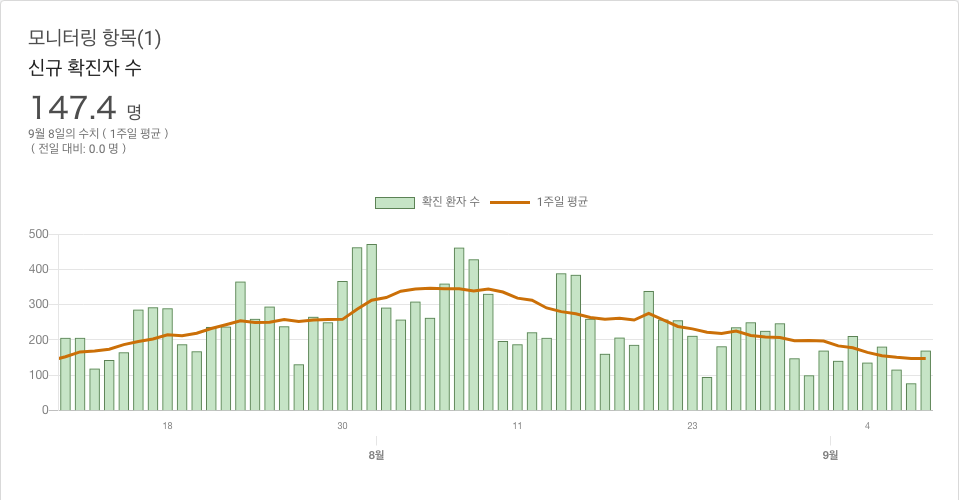 모니터링 항목(1)
신규 확진자 수
147.4 명
9월 8일의 수치 ( 1주일 평균 )
( 전일 대비: 0.0 명 )
확진 환자 수 1주일 평균
500
400
300
200
100
0
18 30 11 23 4
8월 9월